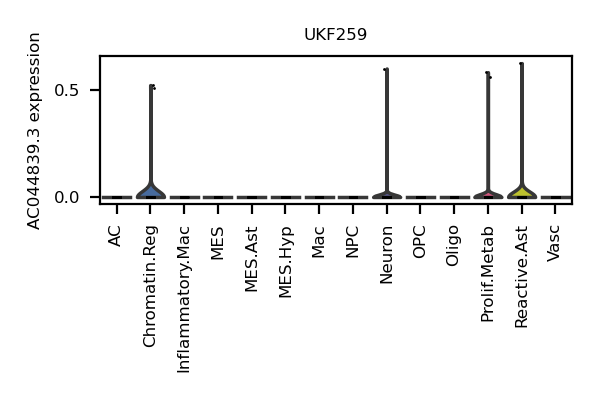 UKF259
AC044839.3 expression
0.5
0.0
AC
Chromatin.Reg
Inflammatory.Mac
MES
MES.Ast
MES.Hyp
Mac
NPC
Neuron
OPC
Oligo
Prolif.Metab
Reactive.Ast
Vasc